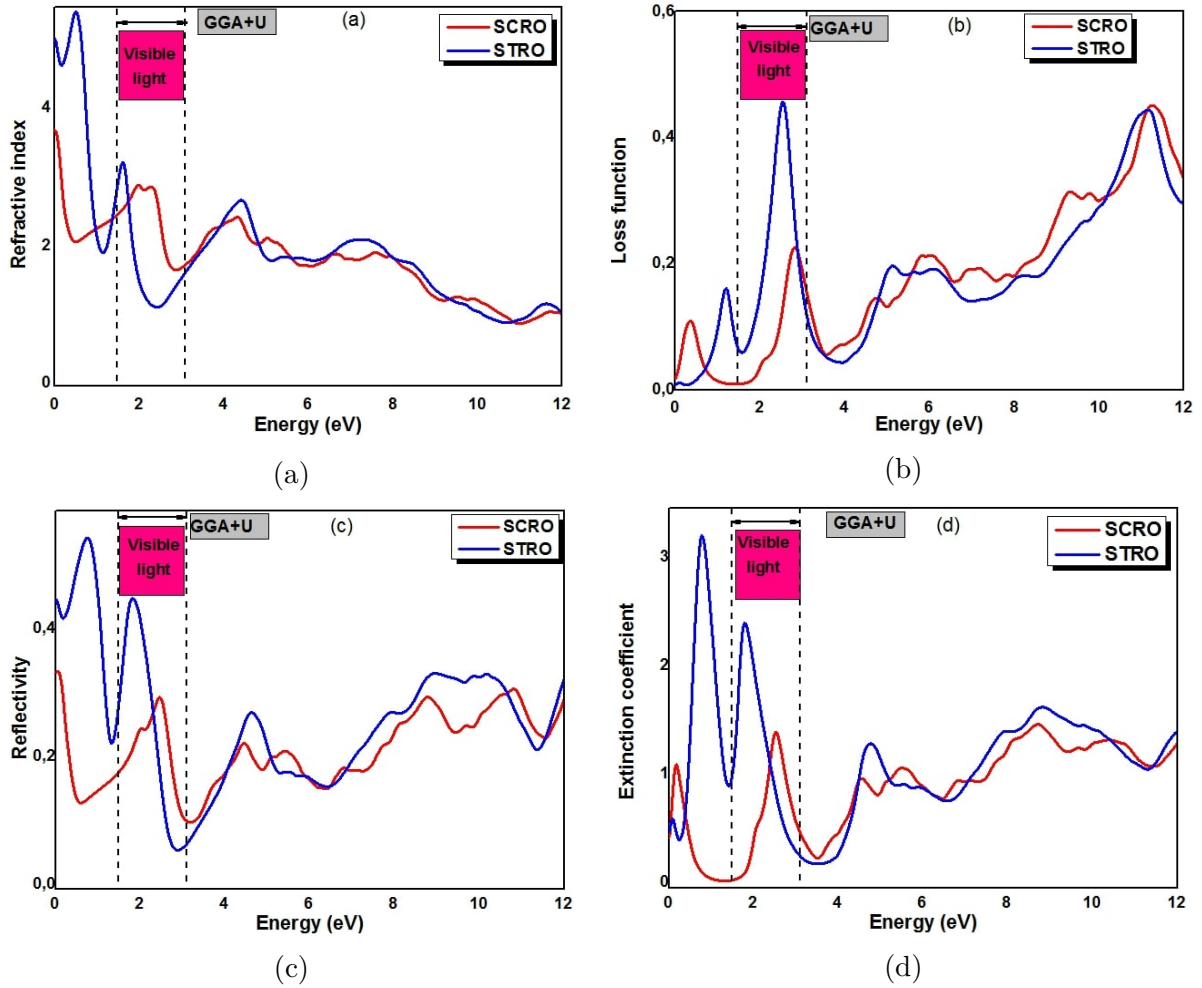 (a)
GGA+U
Visible
light
SCRO
STRO
4
2
0
Refractive index
0 2 4 6 8 10 12
Energy (eV)
(a)
0,6
(b)
GGA+U
Visible
light
SCRO
STRO
0,4
0,2
0,0
Loss function
0 2 4 6 8 10 12
Energy (eV)
(b)
GGA+U
(c)
Visible
light
SCRO
STRO
0,4
0,2
0,0
Reflectivity
0 2 4 6 8 10 12
Energy (eV)
(c)
GGA+U
(d)
Visible
light
SCRO
STRO
3
2
1
0
Extinction coefficient
0 2 4 6 8 10 12
Energy (eV)
(d)